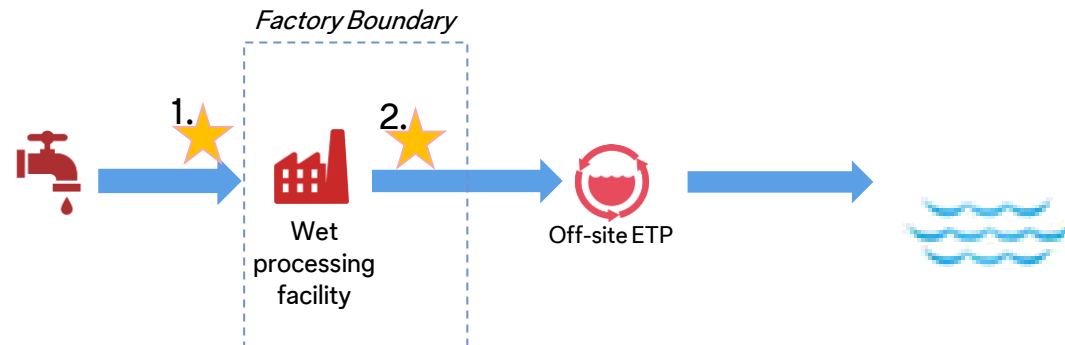 Factory Boundary
1.
2.
Wet
processing
facility
Off-site ETP